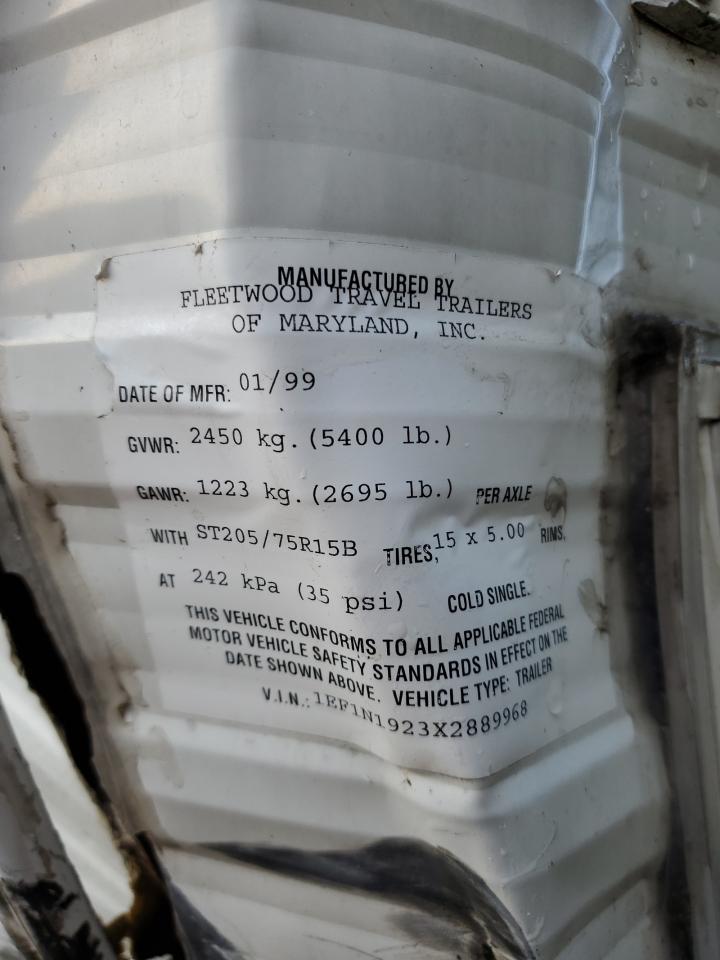 MANUFACTURED BY
FLEETWOOD TRAVEL TRAILERS
OF MARYLAND, INC.
DATE OF MFR: 01/99
GVWR: 2450 kg. (5400 lb.)
GAWR: 1223 kg. (2695 lb.) PER AXLE
WITH ST205/75R15B TIRES, 15 x 5.00 RIMS,
AT 242 kPa (35 psi) COLD SINGLE.
THIS VEHICLE CONFORMS TO ALL APPLICABLE FEDERAL
MOTOR VEHICLE SAFETY STANDARDS IN EFFECT ON THE
DATE SHOWN ABOVE. VEHICLE TYPE: TRAILER
V.I.N.: 1EF1N1923X2889968